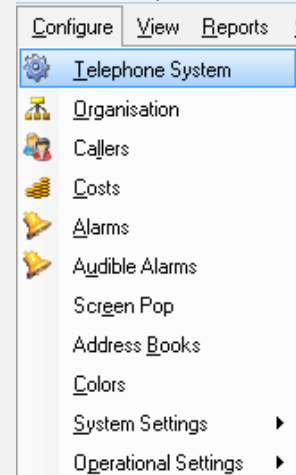 Configure View Reports
Telephone System
Organisation
Callers
Costs
Alarms
Audible Alarms
Screen Pop
Address Books
Colors
System Settings
Operational Settings